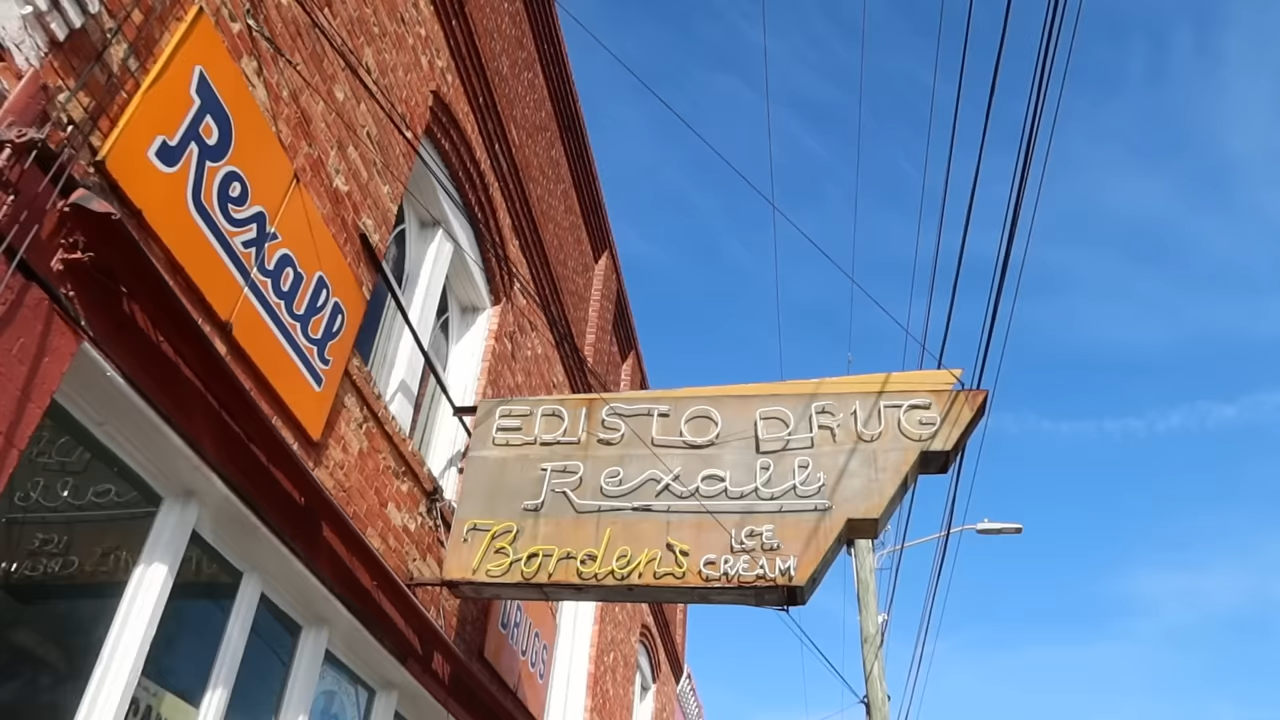 Rexall
EDISTO DRUG
Rexall
Borden's ICE
CREAM
DRUGS